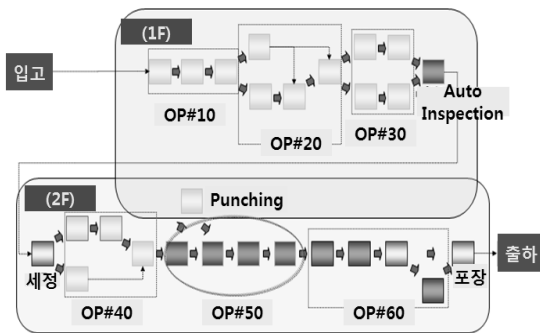 (1F)
입고
OP#10
OP#20
OP#30
Auto
Inspection
(2F)
Punching
세정
OP#40
OP#50
OP#60
포장
출하